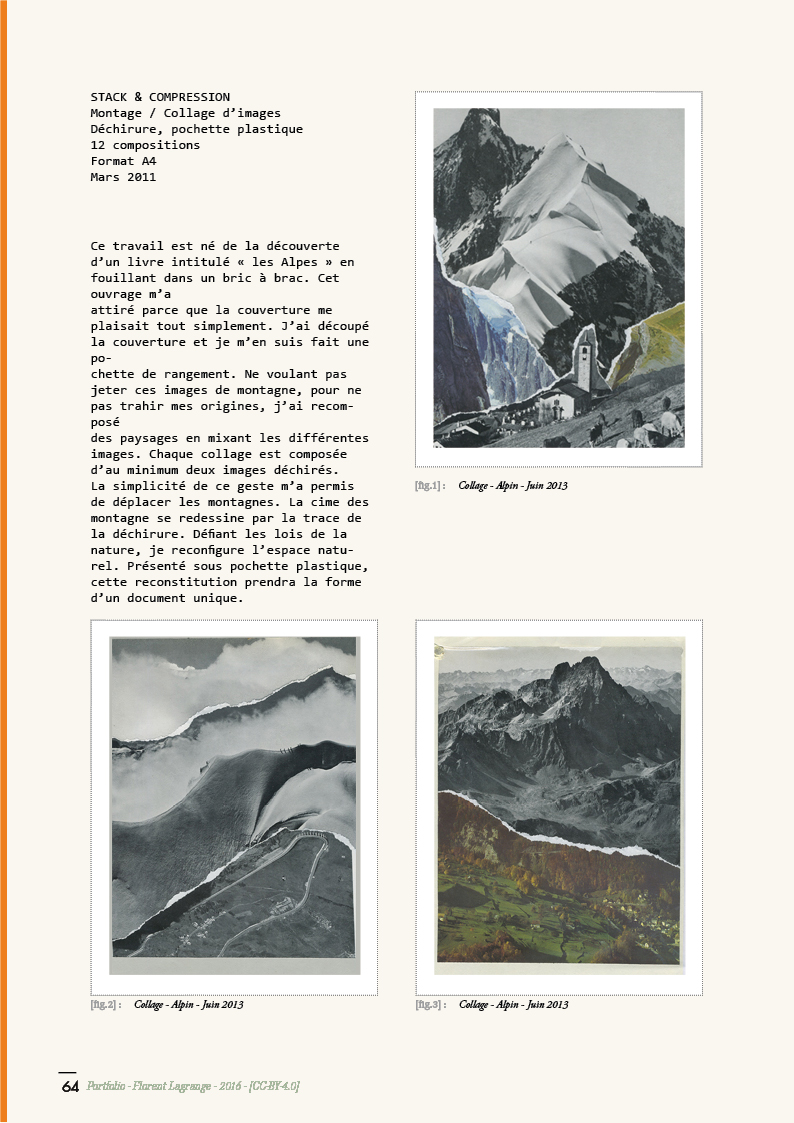 STACK & COMPRESSION
Montage / Collage d’images
Déchirure, pochette plastique
12 compositions
Format A4
Mars 2011
Ce travail est né de la découverte
d’un livre intitulé « les Alpes » en
fouillant dans un bric à brac. Cet
ouvrage m’a
attiré parce que la couverture me
plaisait tout simplement. J’ai découpé
la couverture et je m’en suis fait une
po-
chette de rangement. Ne voulant pas
jeter ces images de montagne, pour ne
pas trahir mes origines, j’ai recom-
posé
des paysages en mixant les différentes
images. Chaque collage est composée
d’au minimum deux images déchirés.
La simplicité de ce geste m’a permis
de déplacer les montagnes. La cime des
montagne se redessine par la trace de
la déchirure. Défiant les lois de la
nature, je reconfigure l’espace natu-
rel. Présenté sous pochette plastique,
cette reconstitution prendra la forme
d’un document unique.
[fig.1] : Collage - Alpin - Juin 2013
[fig.2] : Collage - Alpin - Juin 2013
[fig.3] : Collage - Alpin - Juin 2013
64 Portfolio - Florent Lagrange - 2016 - [CC-BY-4.0]